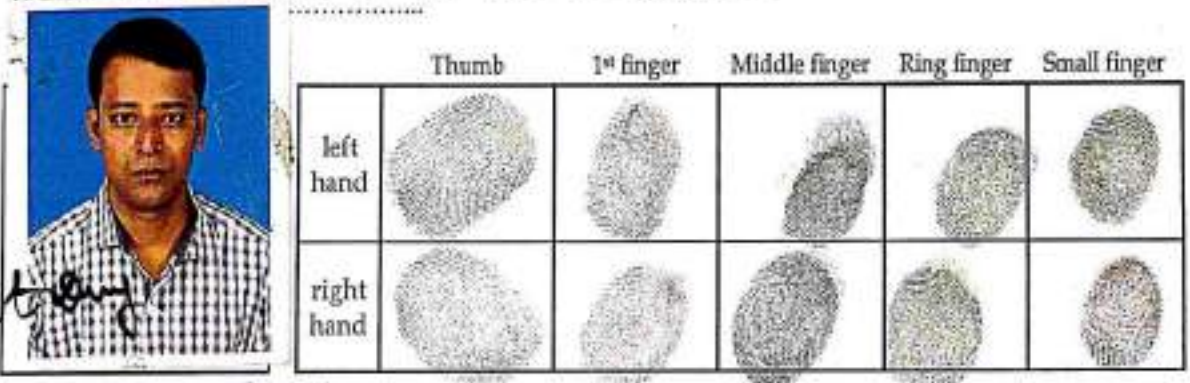 Thumb 1st finger Middle finger Ring finger Small finger
left
hand
right
hand